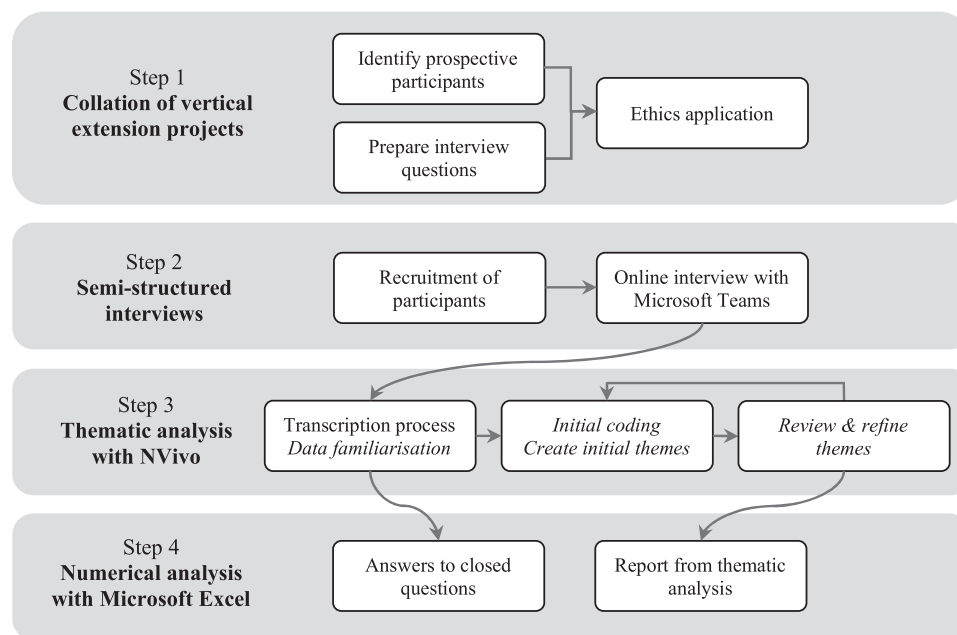 Step 1
Collation of vertical
extension projects
Identify prospective
participants
Prepare interview
questions
Ethics application
Step 2
Semi-structured
interviews
Recruitment of
participants
Online interview with
Microsoft Teams
Step 3
Thematic analysis
with NVivo
Transcription process
Data familiarisation
Initial coding
Create initial themes
Review & refine
themes
Step 4
Numerical analysis
with Microsoft Excel
Answers to closed
questions
Report from thematic
analysis